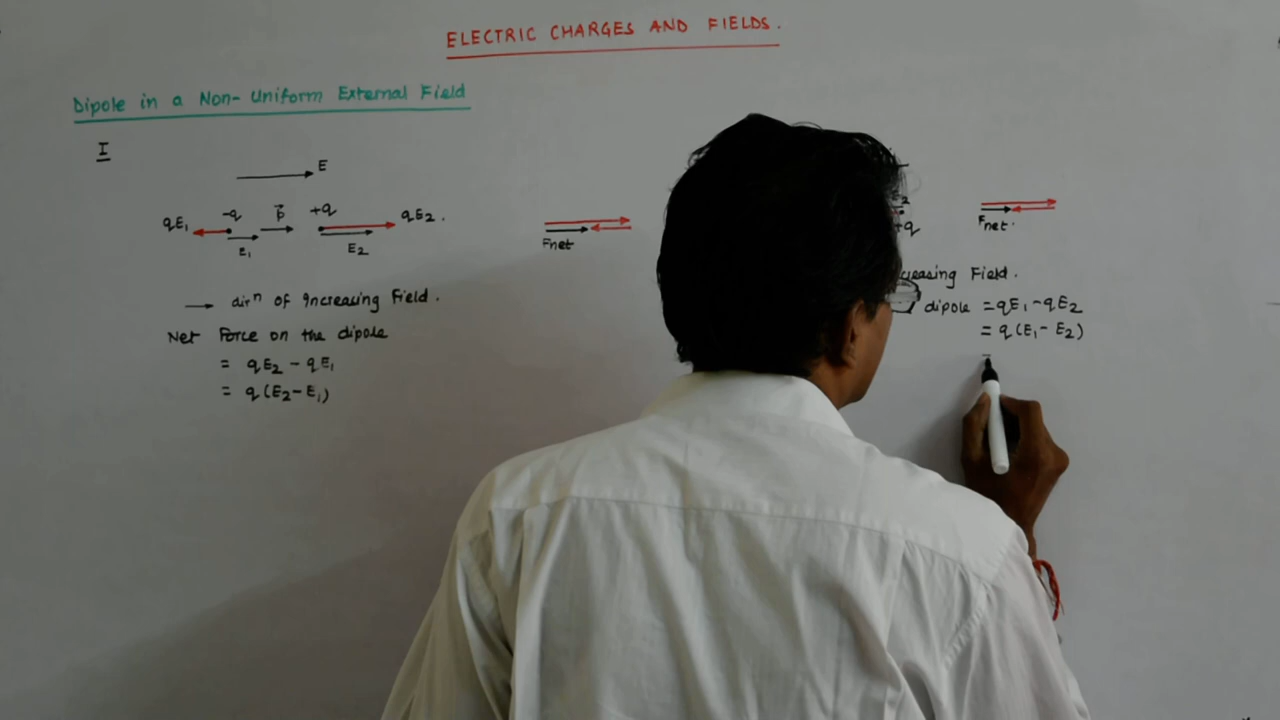 ELECTRIC CHARGES AND FIELDS.
Dipole in a Non-Uniform External Field
I
E
qE₁ -q p⃗ +q qE₂.
E₁ E₂
Fnet
→ dirⁿ of increasing Field.
Net Force on the dipole
= qE₂ - qE₁
= q(E₂-E₁)
+q
Fnet.
Field.
dipole = qE₁-qE₂
= q(E₁-E₂)